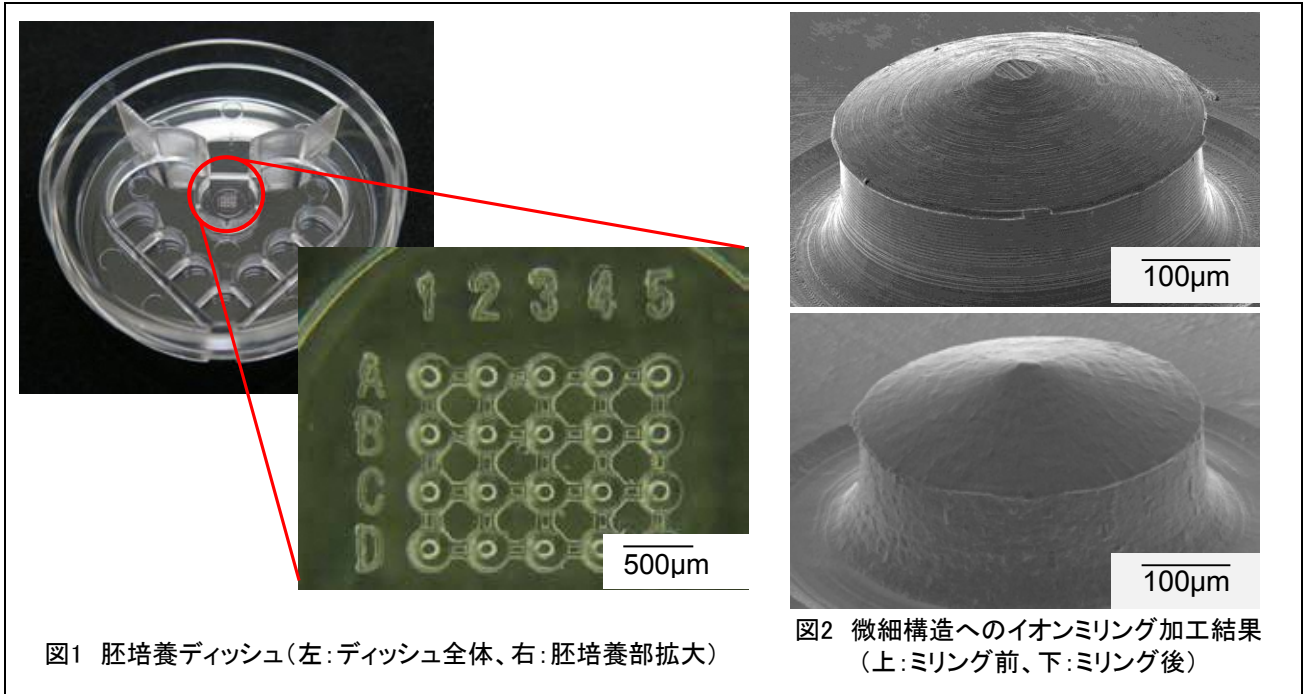 1 2 3 4 5
A
B
C
D
500μm
100μm
100μm
図1 胚培養ディッシュ(左:ディッシュ全体、右:胚培養部拡大)
図2 微細構造へのイオンミリング加工結果
(上:ミリング前、下:ミリング後)